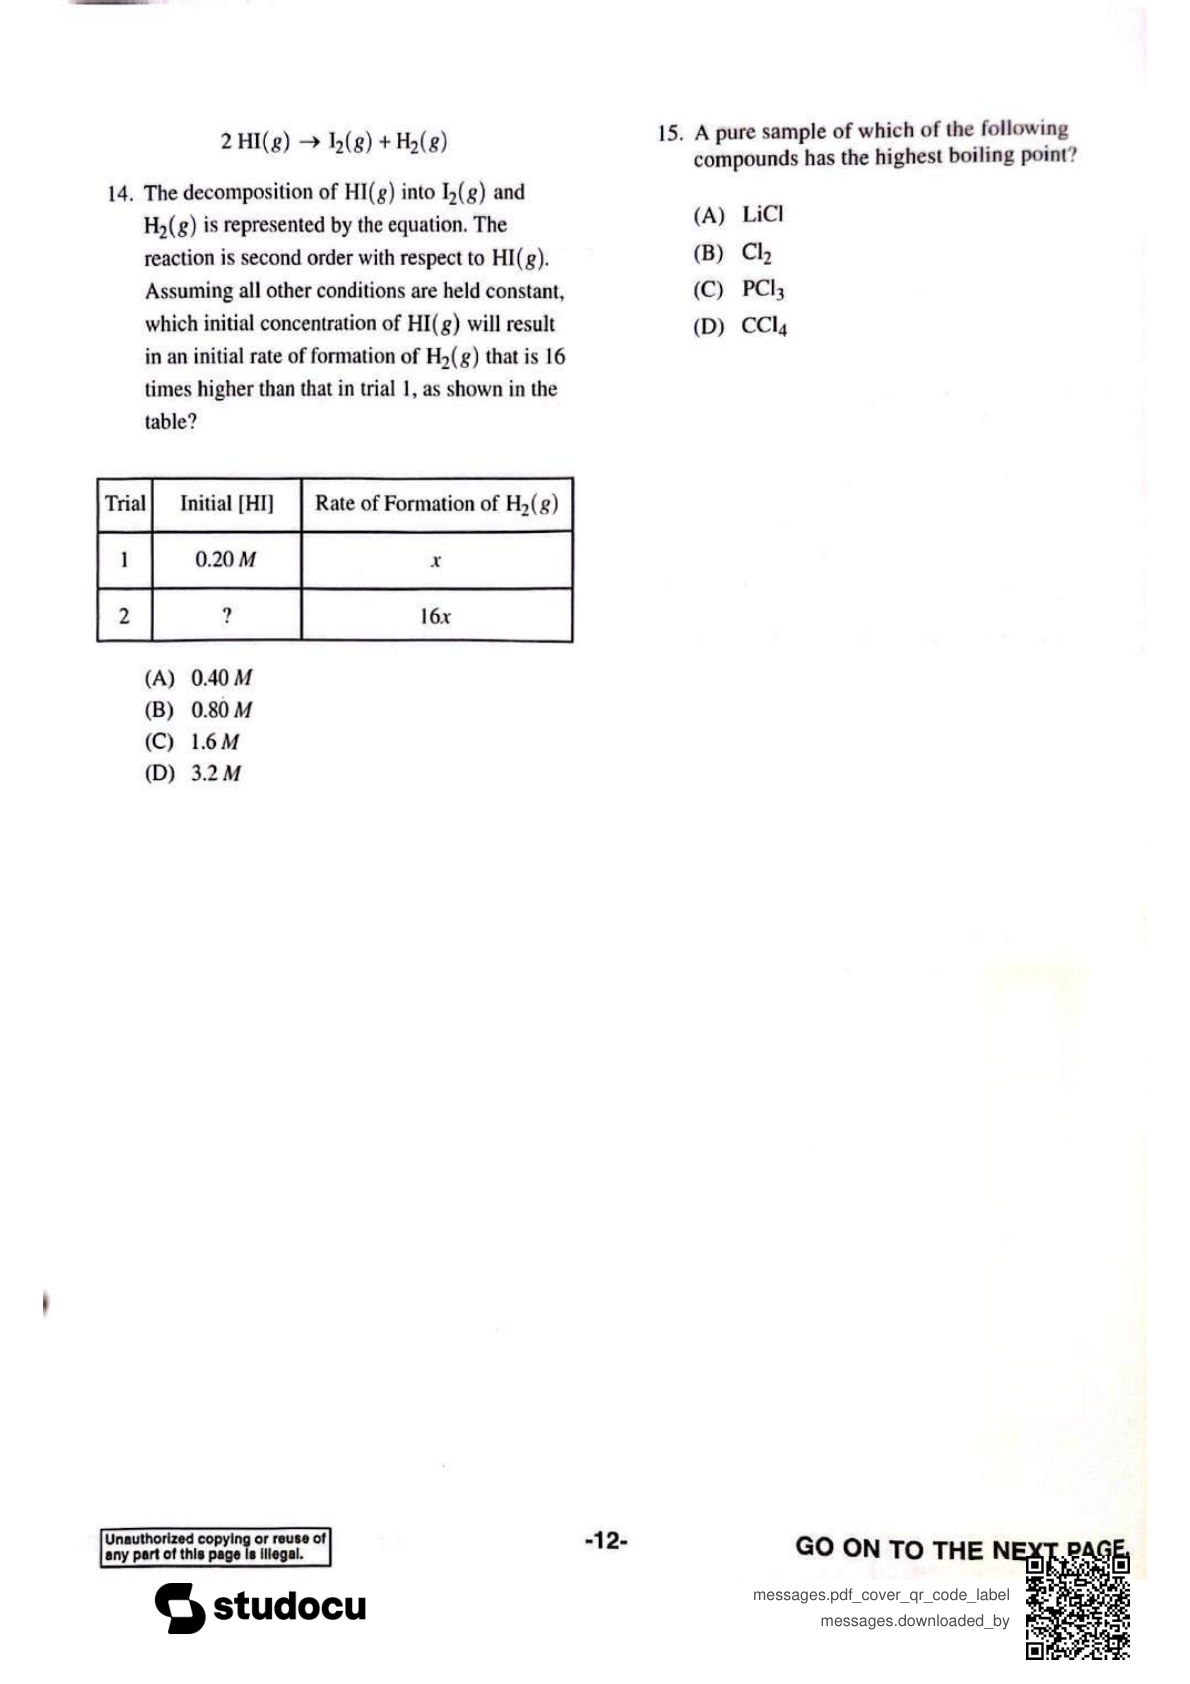 2 HI(g) → I₂(g) + H₂(g)
14. The decomposition of HI(g) into I₂(g) and
H₂(g) is represented by the equation. The
reaction is second order with respect to HI(g).
Assuming all other conditions are held constant,
which initial concentration of HI(g) will result
in an initial rate of formation of H₂(g) that is 16
times higher than that in trial 1, as shown in the
table?
Trial Initial [HI] Rate of Formation of H₂(g)
1 0.20 M x
2 ? 16x
(A) 0.40 M
(B) 0.80 M
(C) 1.6 M
(D) 3.2 M
15. A pure sample of which of the following
compounds has the highest boiling point?
(A) LiCl
(B) Cl₂
(C) PCl₃
(D) CCl₄
Unauthorized copying or reuse of
any part of this page is illegal.
-12-
GO ON TO THE NEXT PAGE.
studocu
messages.pdf_cover_qr_code_label
messages.downloaded_by